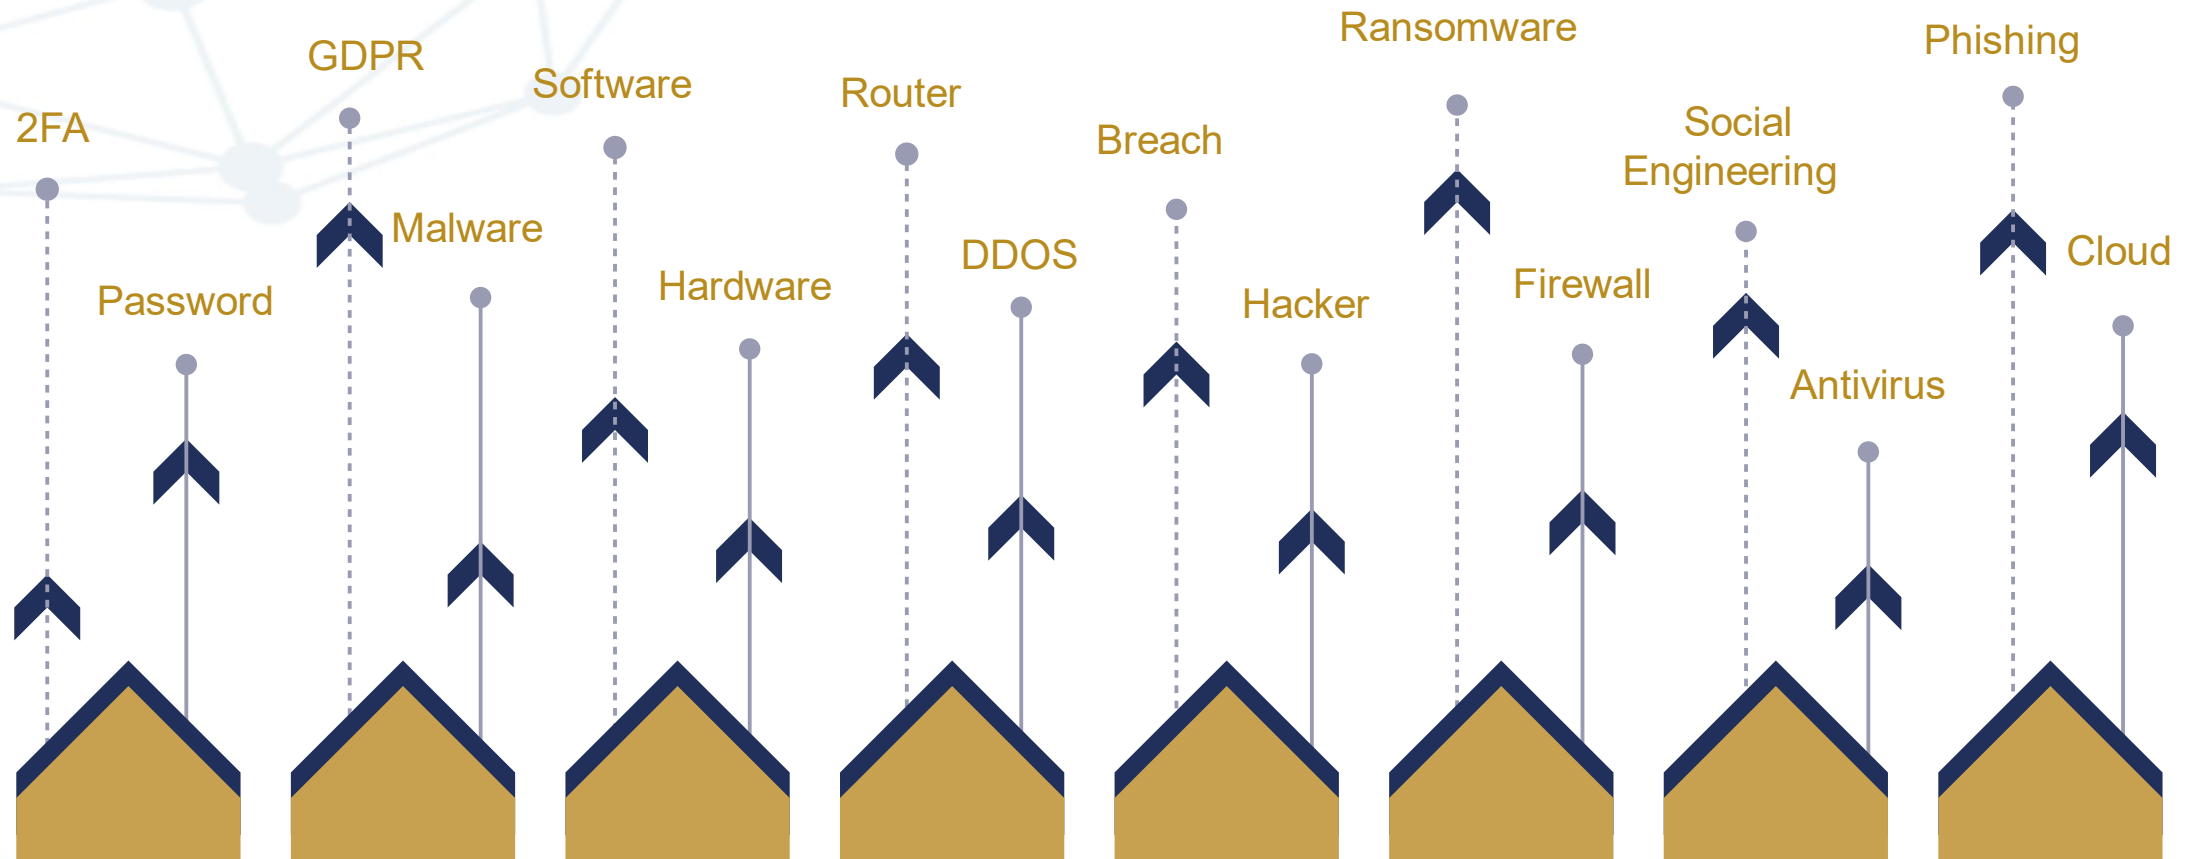 2FA
Password
GDPR
Malware
Software
Hardware
Router
DDOS
Breach
Hacker
Ransomware
Firewall
Social
Engineering
Antivirus
Phishing
Cloud